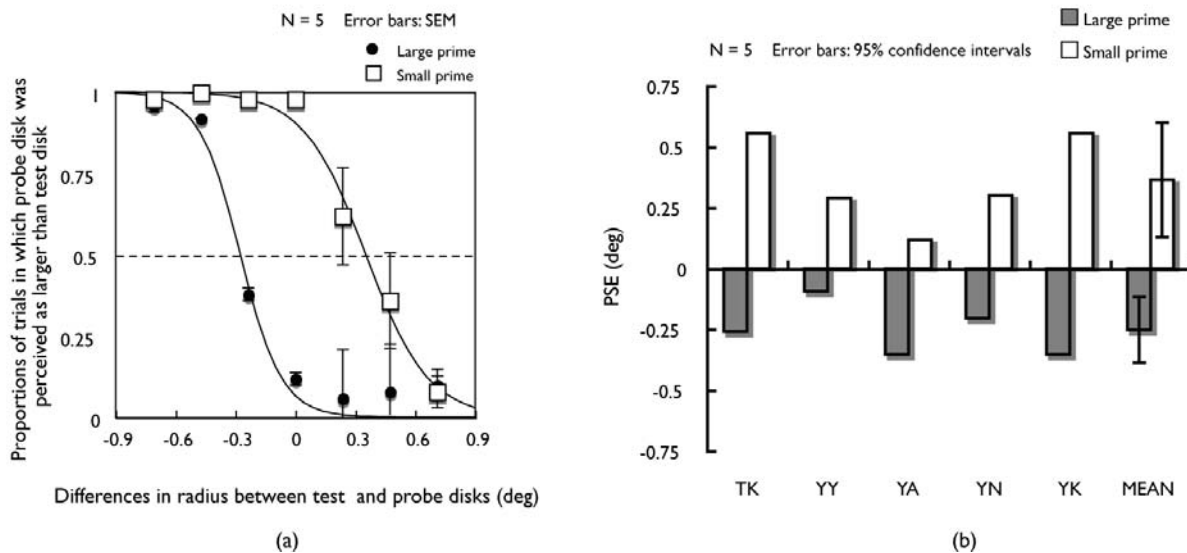 N = 5 Error bars: SEM
Large prime
Small prime
Proportions of trials in which probe disk was
perceived as larger than test disk
1
0.75
0.5
0.25
0
-0.9 -0.6 -0.3 0 0.3 0.6 0.9
Differences in radius between test and probe disks (deg)
(a)
Large prime
Small prime
N = 5 Error bars: 95% confidence intervals
PSE (deg)
0.75
0.5
0.25
0
-0.25
-0.5
-0.75
TK YY YA YN YK MEAN
(b)